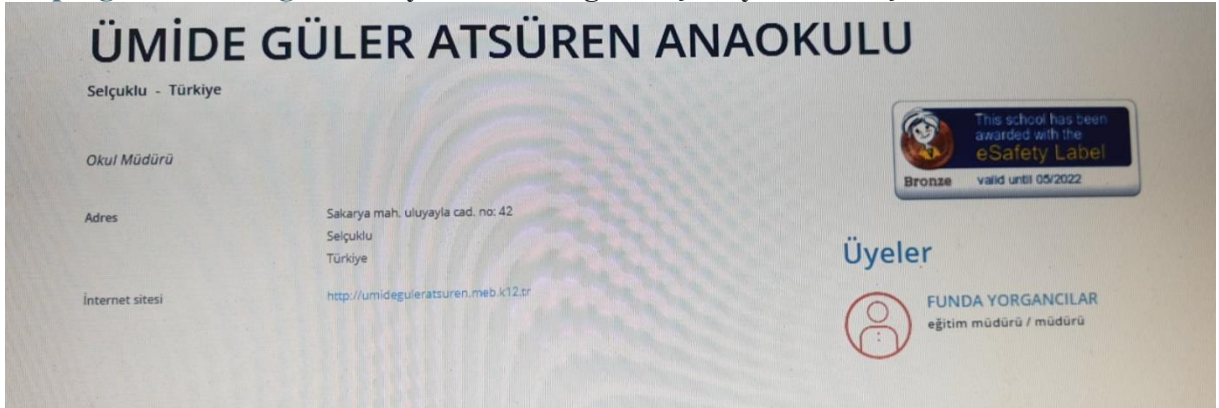 ÜMİDE GÜLER ATSÜREN ANAOKULU
Selçuklu - Türkiye
Okul Müdürü
Adres
Sakarya mah. uluyayla cad. no: 42
Selçuklu
Türkiye
İnternet sitesi
http://umideguleratsuren.meb.k12.tr
This school has been
awarded with the
eSafety Label
Bronze
valid until 05/2022
Üyeler
FUNDA YORGANCILAR
eğitim müdürü / müdürü